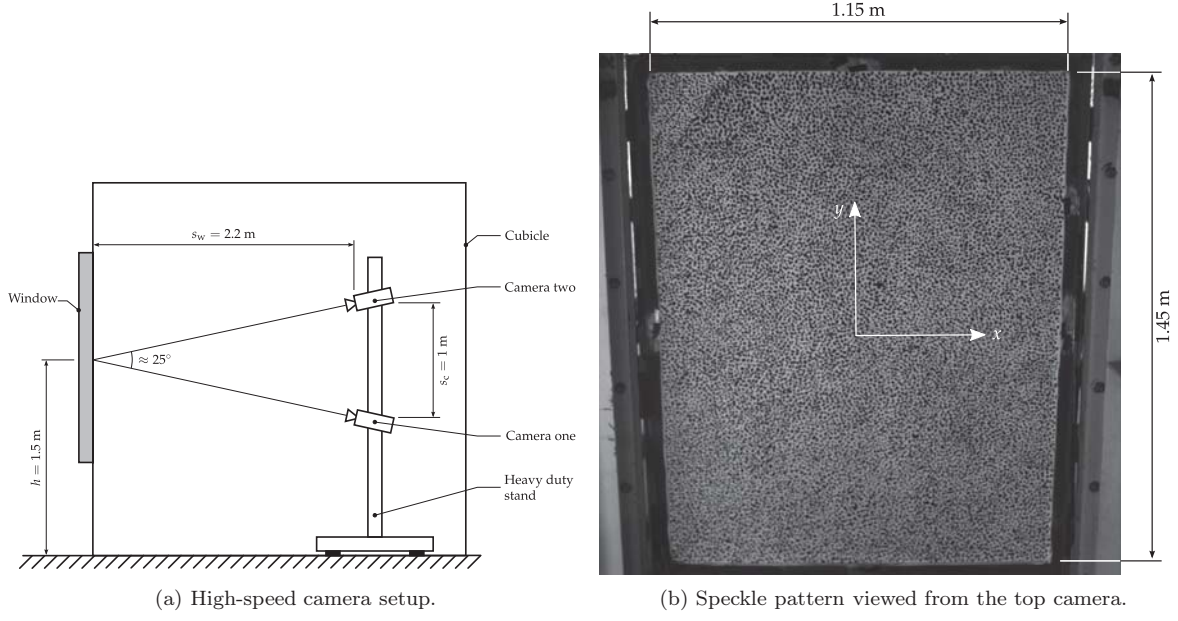 s_w = 2.2 m
Cubicle
Window
Camera two
≈ 25°
s_c = 1 m
h = 1.5 m
Camera one
Heavy duty
stand
(a) High-speed camera setup.
1.15 m
y
x
1.45 m
(b) Speckle pattern viewed from the top camera.